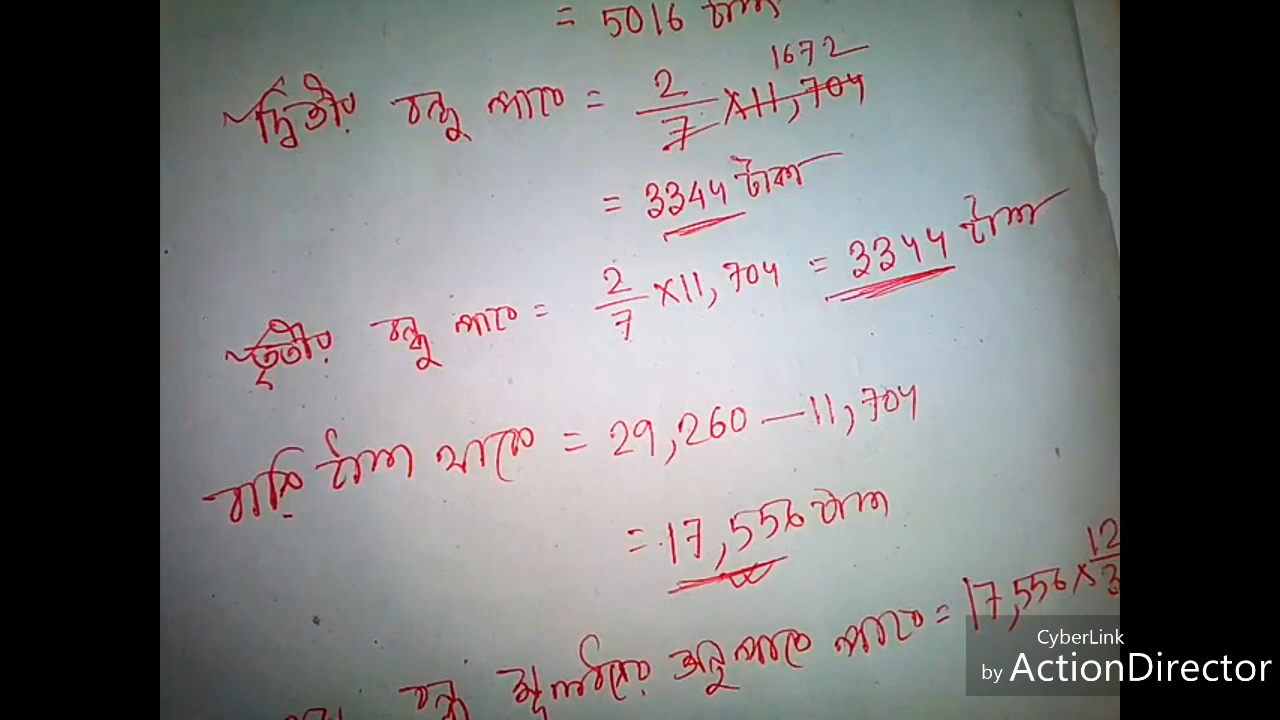 = 5016 টাকা
দ্বিতীয় বন্ধু পাবে = 2/7 × 11,704 1672
= 3344 টাকা
তৃতীয় বন্ধু পাবে = 2/7 × 11,704 = 3344 টাকা
বাকি টাকা থাকে = 29,260 — 11,704
= 17,556 টাকা
বন্ধু মূলধনের অনুপাতে পাবে = 17,556 × 12/3
CyberLink
by ActionDirector